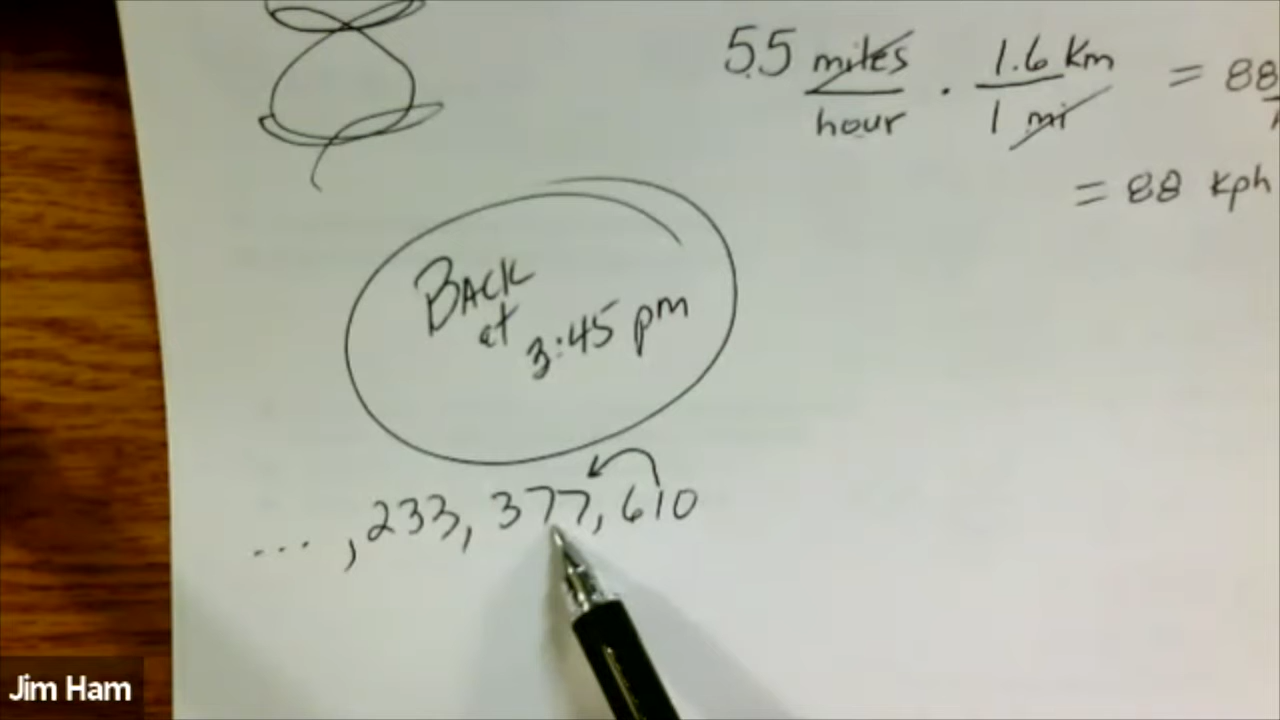 55 miles/hour · 1.6 Km/1 mi = 88
= 88 kph
BACK
at 3:45 pm
... , 233, 377, 610
Jim Ham